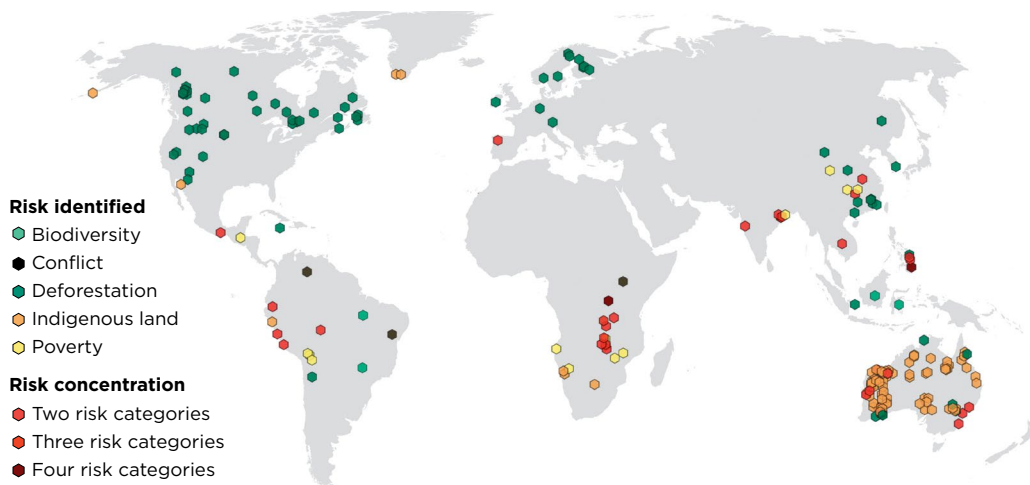 Risk identified
Biodiversity
Conflict
Deforestation
Indigenous land
Poverty
Risk concentration
Two risk categories
Three risk categories
Four risk categories